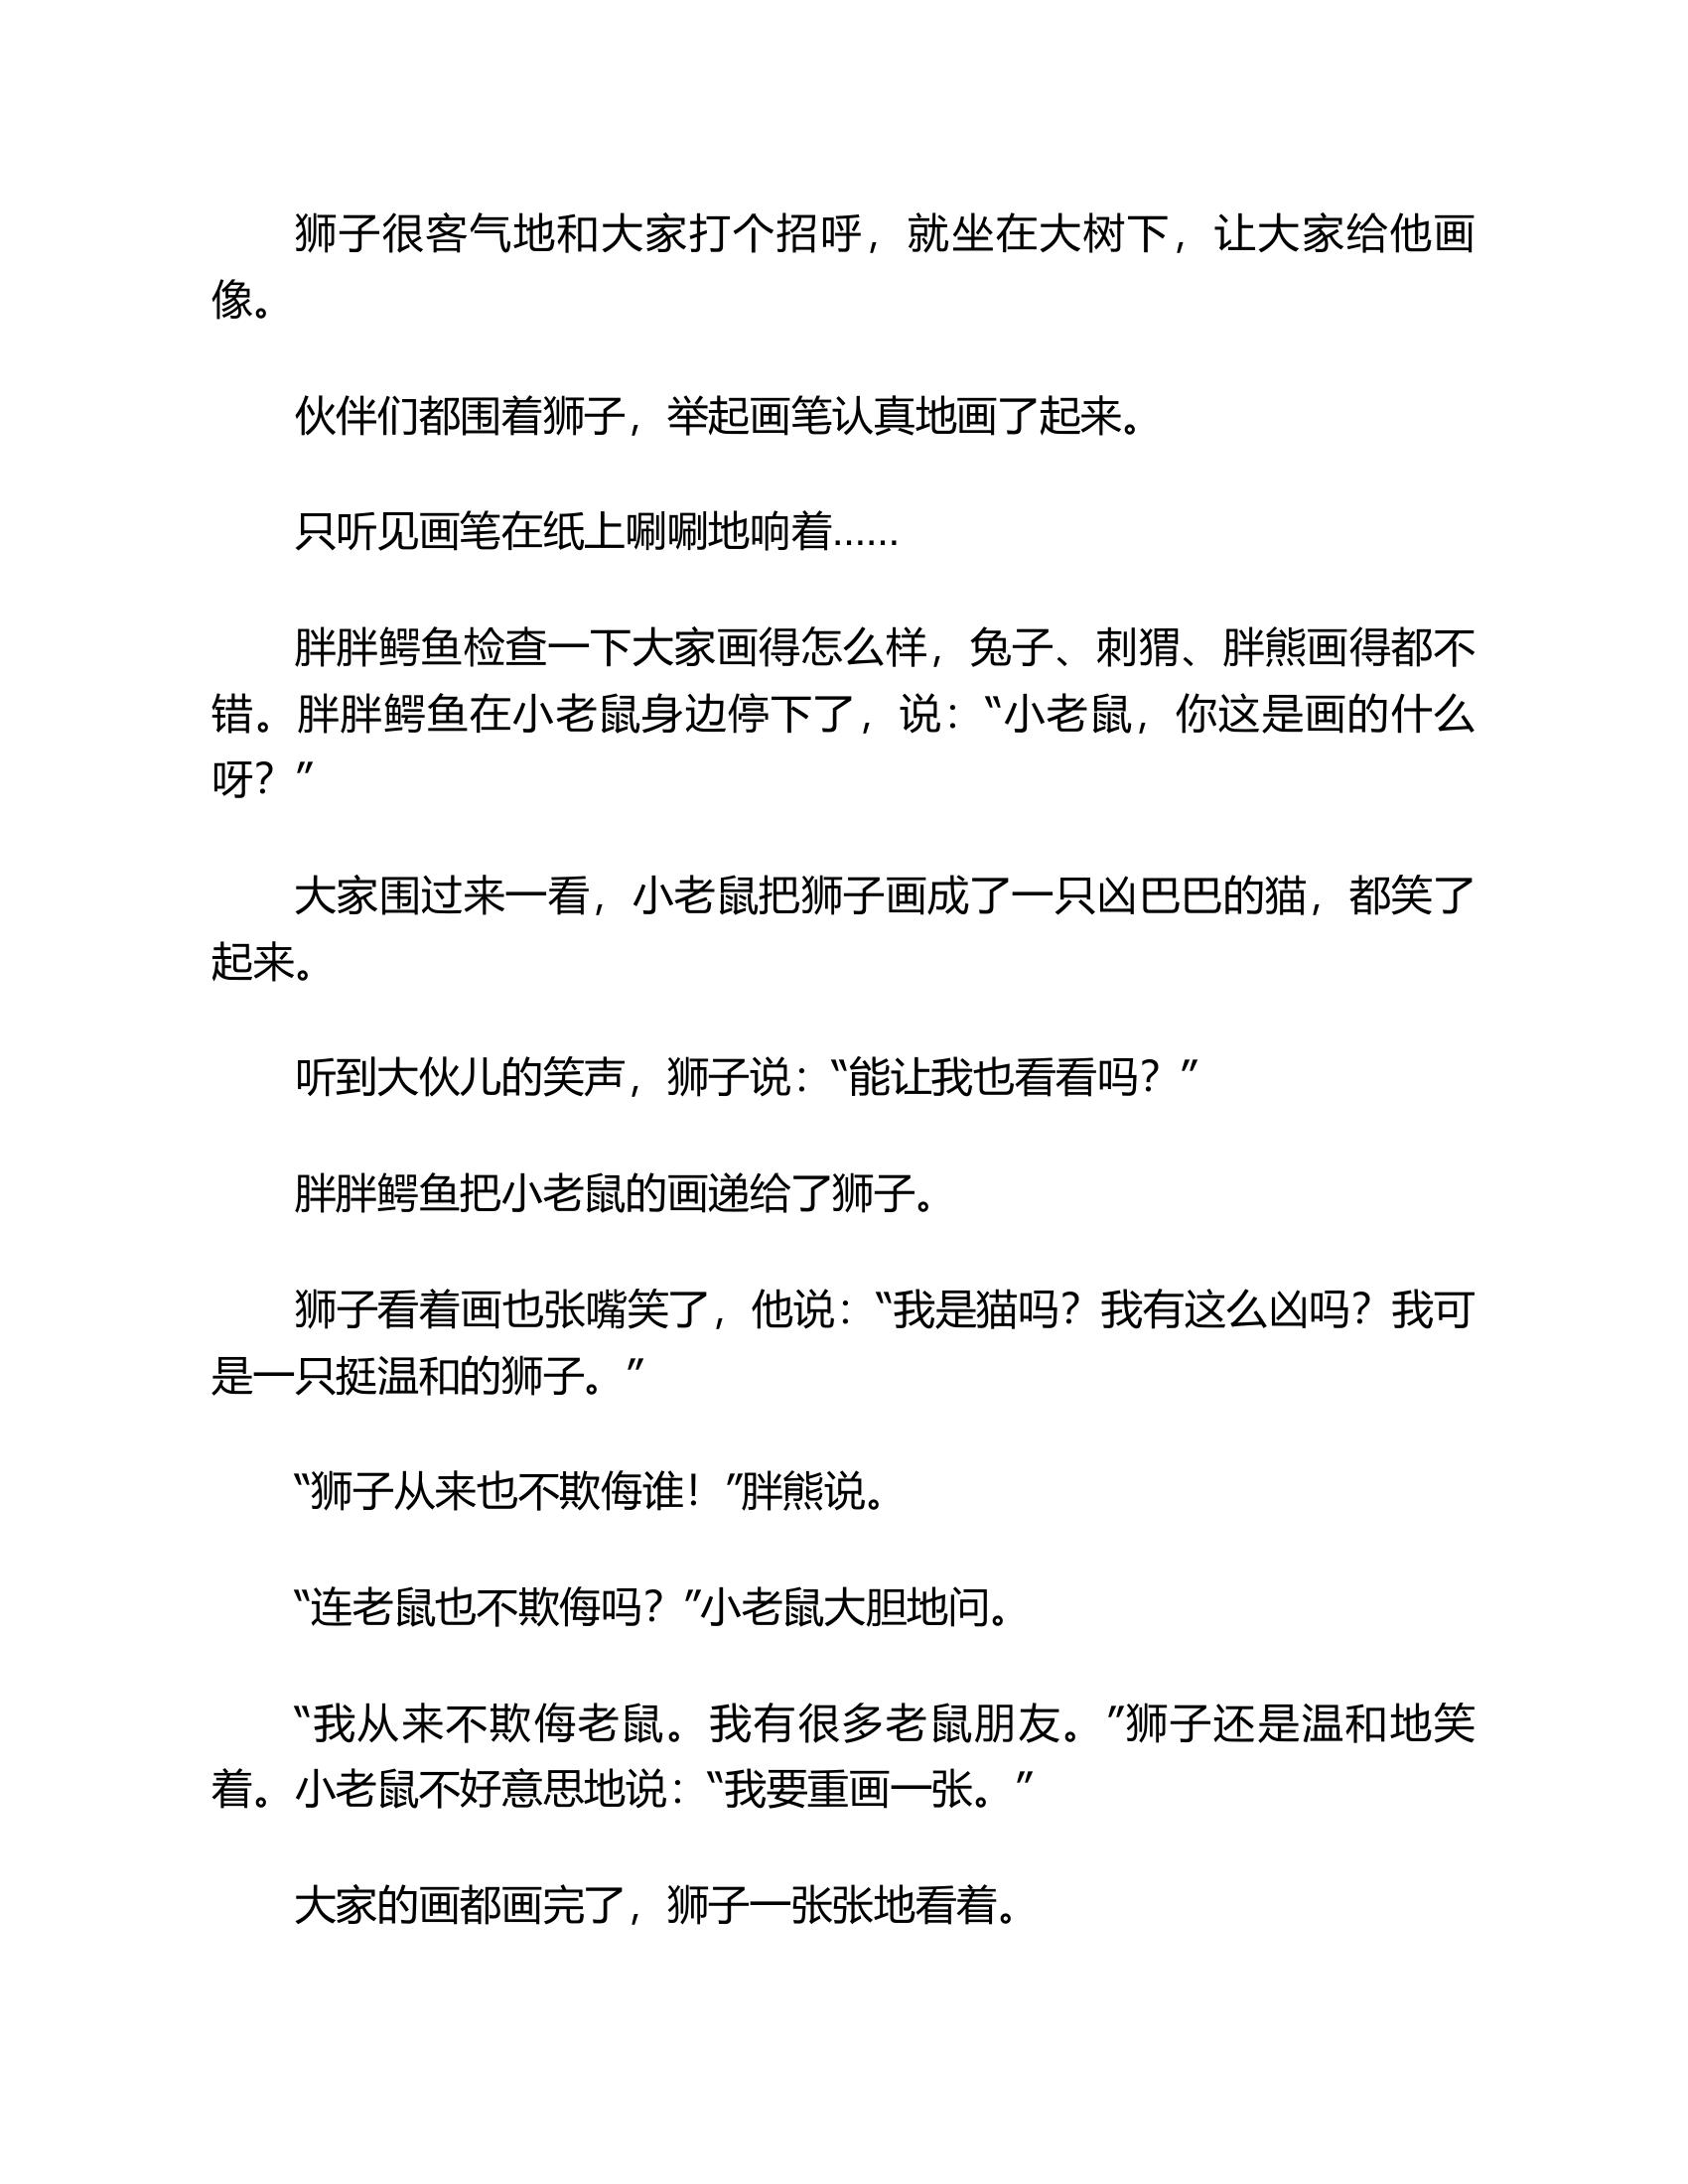 狮子很客气地和大家打个招呼，就坐在大树下，让大家给他画
像。
伙伴们都围着狮子，举起画笔认真地画了起来。
只听见画笔在纸上唰唰地响着……
胖胖鳄鱼检查一下大家画得怎么样，兔子、刺猬、胖熊画得都不
错。胖胖鳄鱼在小老鼠身边停下了，说：“小老鼠，你这是画的什么
呀？”
大家围过来一看，小老鼠把狮子画成了一只凶巴巴的猫，都笑了
起来。
听到大伙儿的笑声，狮子说：“能让我也看看吗？”
胖胖鳄鱼把小老鼠的画递给了狮子。
狮子看着画也张嘴笑了，他说：“我是猫吗？我有这么凶吗？我可
是一只挺温和的狮子。”
“狮子从来也不欺侮谁！”胖熊说。
“连老鼠也不欺侮吗？”小老鼠大胆地问。
“我从来不欺侮老鼠。我有很多老鼠朋友。”狮子还是温和地笑
着。小老鼠不好意思地说：“我要重画一张。”
大家的画都画完了，狮子一张张地看着。